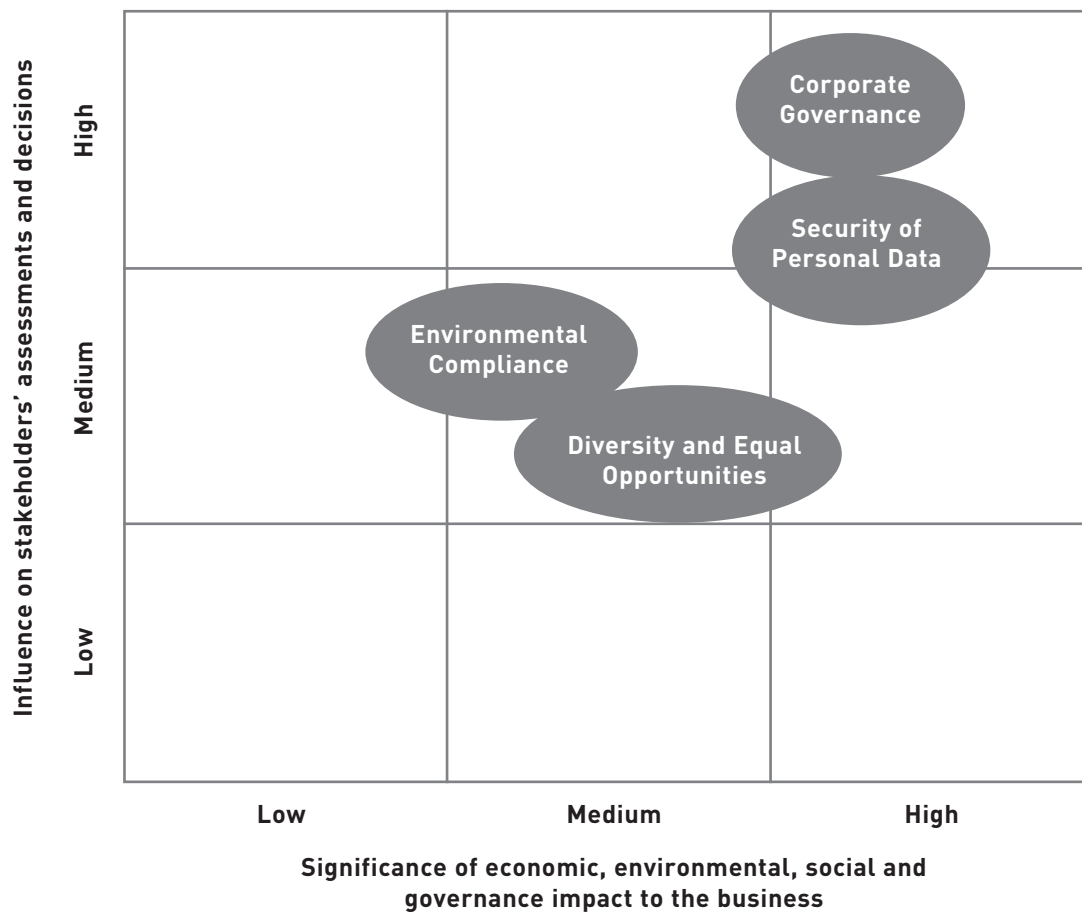 Influence on stakeholders’ assessments and decisions
High
Medium
Low
Corporate
Governance
Security of
Personal Data
Environmental
Compliance
Diversity and Equal
Opportunities
Low
Medium
High
Significance of economic, environmental, social and
governance impact to the business